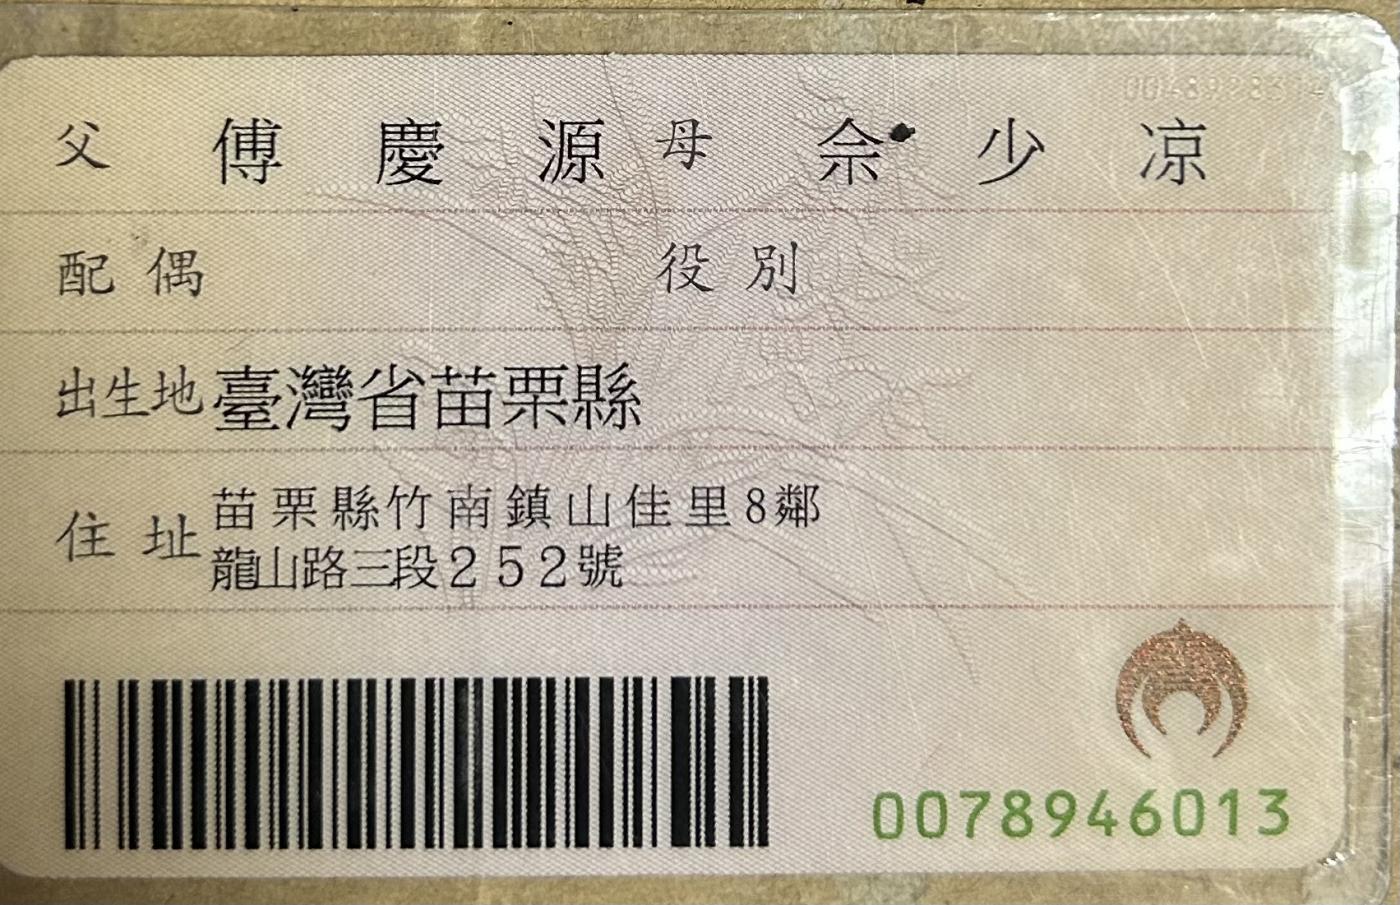 父 傅慶源 母 佘少凉
配偶 役別
出生地 臺灣省苗栗縣
住址 苗栗縣竹南鎮山佳里8鄰
龍山路三段252號
0078946013